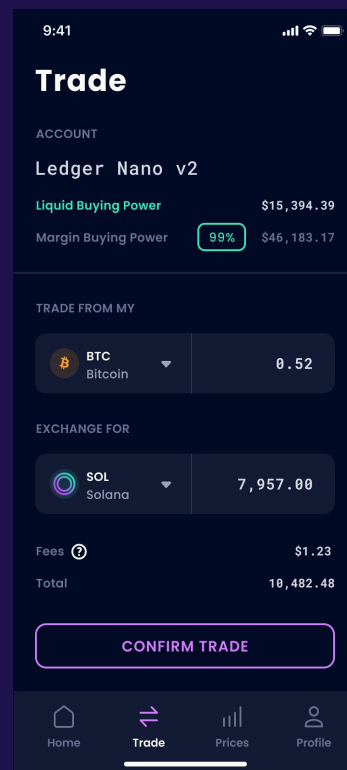 9:41
Trade
ACCOUNT
Ledger Nano v2
Liquid Buying Power $15,394.39
Margin Buying Power 99% $46,183.17
TRADE FROM MY
BTC
Bitcoin
0.52
EXCHANGE FOR
SOL
Solana
7,957.00
Fees ? $1.23
Total 10,482.48
CONFIRM TRADE
Home Trade Prices Profile